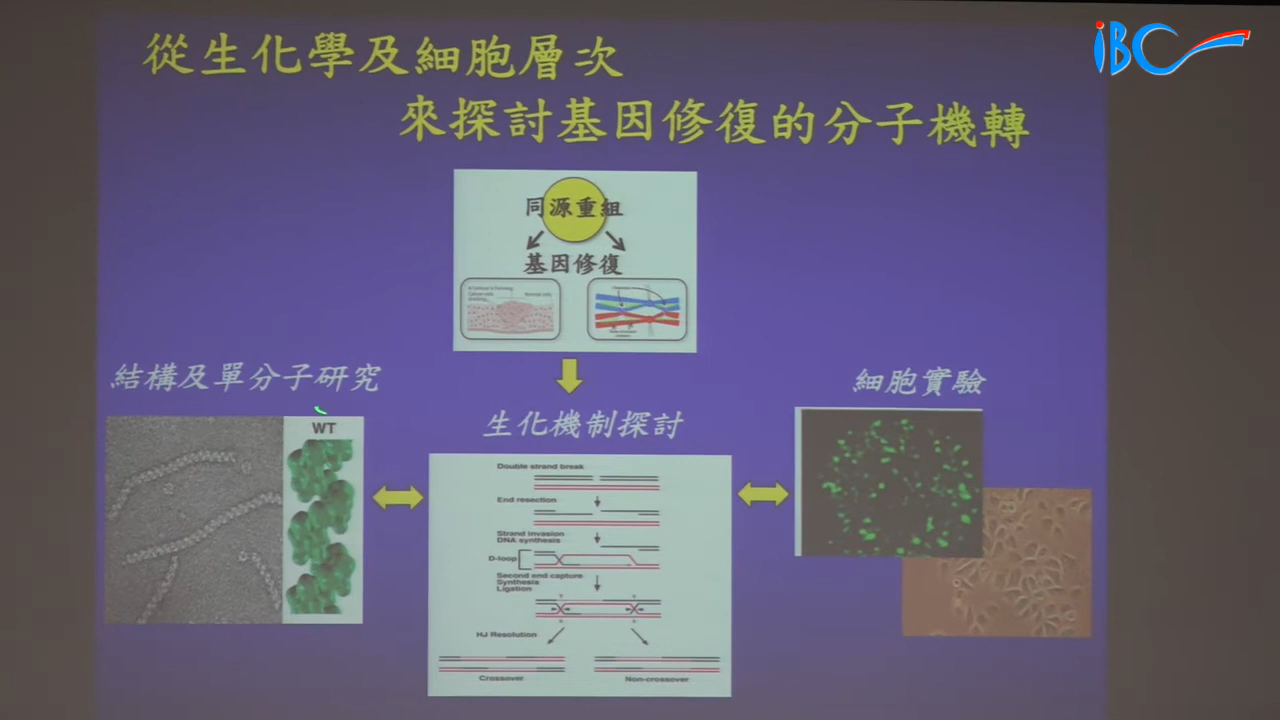 iBC
從生化學及細胞層次
來探討基因修復的分子機轉
同源重組
基因修復
結構及單分子研究
WT
生化機制探討
細胞實驗
Double strand break
End resection
Strand invasion
DNA synthesis
D-loop
Second end capture
Synthesis
Ligation
HJ Resolution
Crossover
Non-crossover